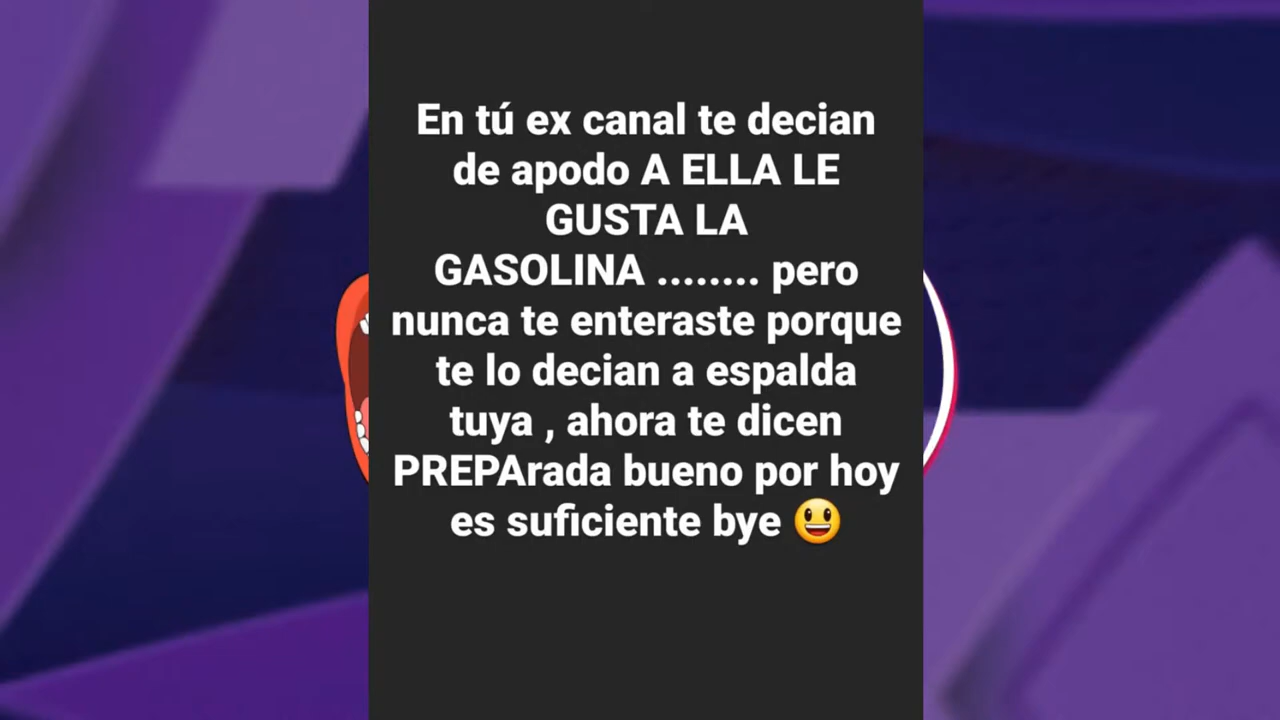 En tú ex canal te decian
de apodo A ELLA LE
GUSTA LA
GASOLINA ........ pero
nunca te enteraste porque
te lo decian a espalda
tuya , ahora te dicen
PREPArada bueno por hoy
es suficiente bye 😃